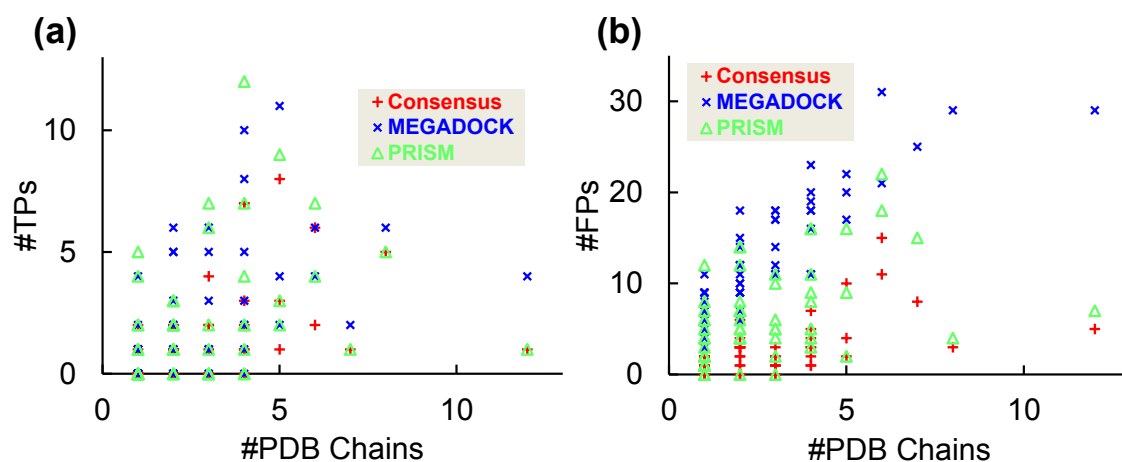 (a)
#TPs
10
5
0
+ Consensus
× MEGADOCK
△ PRISM
0 5 10
#PDB Chains
(b)
#FPs
30
20
10
0
+ Consensus
× MEGADOCK
△ PRISM
0 5 10
#PDB Chains